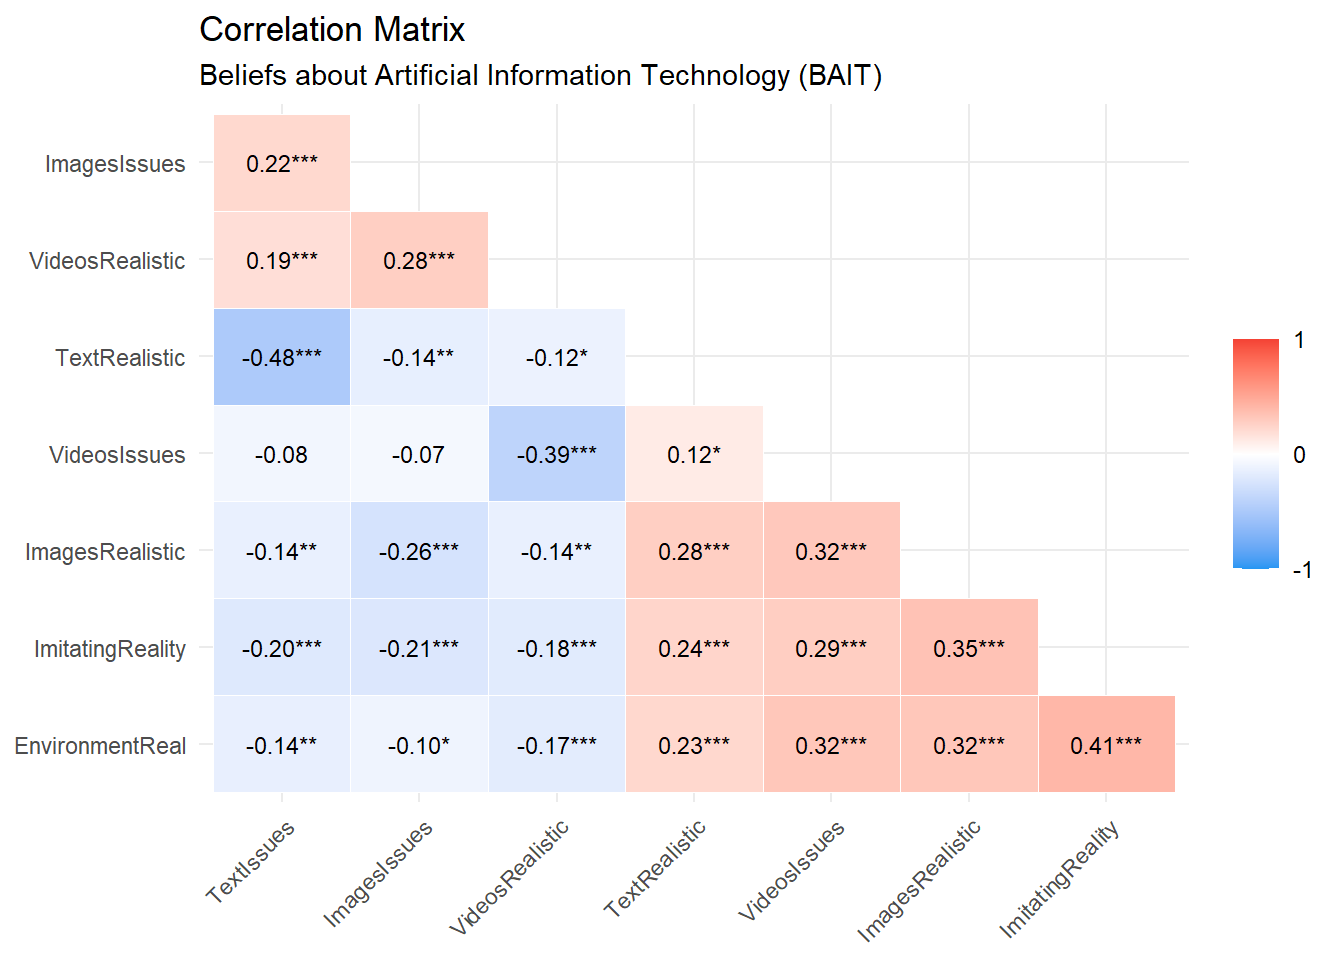 Correlation Matrix
Beliefs about Artificial Information Technology (BAIT)
ImagesIssues 0.22***
VideosRealistic 0.19*** 0.28***
TextRealistic -0.48*** -0.14** -0.12*
VideosIssues -0.08 -0.07 -0.39*** 0.12*
ImagesRealistic -0.14** -0.26*** -0.14** 0.28*** 0.32***
ImitatingReality -0.20*** -0.21*** -0.18*** 0.24*** 0.29*** 0.35***
EnvironmentReal -0.14** -0.10* -0.17*** 0.23*** 0.32*** 0.32*** 0.41***
TextIssues ImagesIssues VideosRealistic TextRealistic VideosIssues ImagesRealistic ImitatingReality
1
0
-1